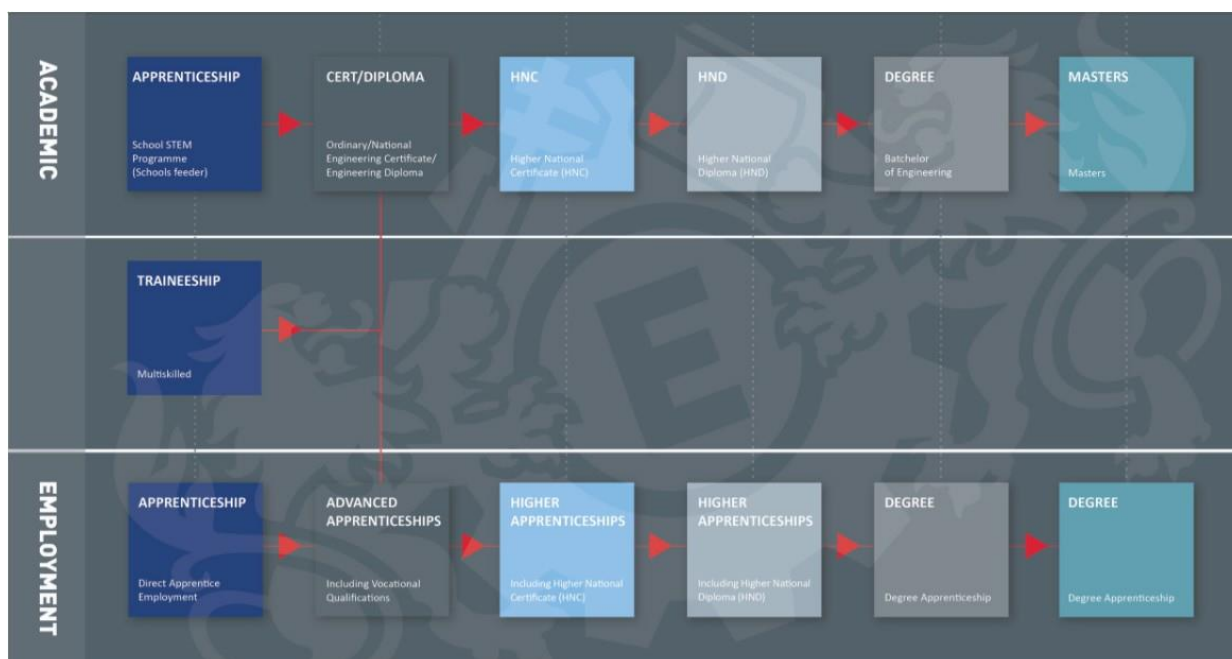 ACADEMIC
APPRENTICESHIP
School STEM
Programme
(Schools feeder)
CERT/DIPLOMA
Ordinary/National
Engineering Certificate/
Engineering Diploma
HNC
Higher National
Certificate (HNC)
HND
Higher National
Diploma (HND)
DEGREE
Batchelor
of Engineering
MASTERS
Masters
TRAINEESHIP
Multiskilled
E
EMPLOYMENT
APPRENTICESHIP
Direct Apprentice
Employment
ADVANCED
APPRENTICESHIPS
Including Vocational
Qualifications
HIGHER
APPRENTICESHIPS
Including Higher National
Certificate (HNC)
HIGHER
APPRENTICESHIPS
Including Higher National
Diploma (HND)
DEGREE
Degree Apprenticeship
DEGREE
Degree Apprenticeship